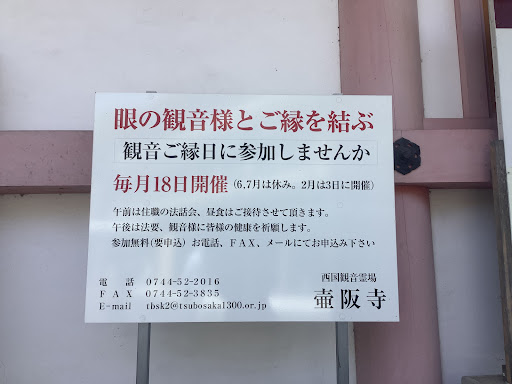 眼の観音様とご縁を結ぶ
観音ご縁日に参加しませんか
毎月18日開催（6,7月は休み。2月は3日に開催）
午前は住職の法話会、昼食はご接待させて頂きます。
午後は法要、観音様に皆様の健康を祈願します。
参加無料（要申込）お電話、ＦＡＸ、メールにてお申込み下さい
電話 0744-52-2016
ＦＡＸ 0744-52-3835
E-mail tbsk2@tsubosaka1300.or.jp
西国観音霊場
壷阪寺